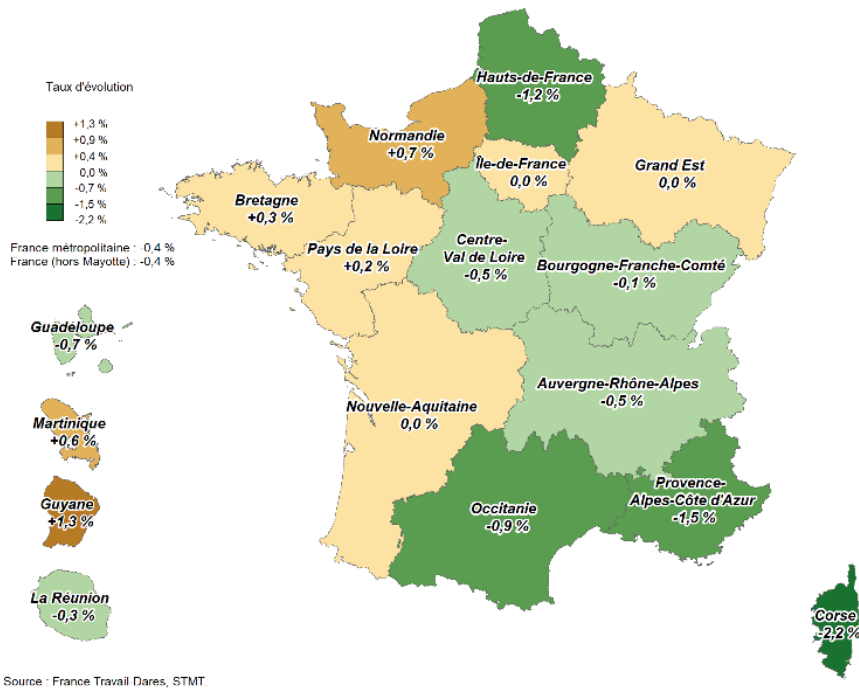 Hauts-de-France
-1,2 %
Taux d'évolution
+1,3 %
+0,9 %
+0,4 %
0,0 %
-0,7 %
-1,5 %
-2,2 %
Normandie
+0,7 %
Île-de-France
0,0 %
Grand Est
0,0 %
Bretagne
+0,3 %
France métropolitaine : -0,4 %
France (hors Mayotte) : -0,4 %
Pays de la Loire
+0,2 %
Centre-
Val de Loire
-0,5 %
Bourgogne-Franche-Comté
-0,1 %
Guadeloupe
-0,7 %
Auvergne-Rhône-Alpes
-0,5 %
Nouvelle-Aquitaine
0,0 %
Martinique
+0,6 %
Provence-
Alpes-Côte d'Azur
-1,5 %
Occitanie
-0,9 %
Guyane
+1,3 %
La Réunion
-0,3 %
Corse
-2,2 %
Source : France Travail-Dares, STMT.